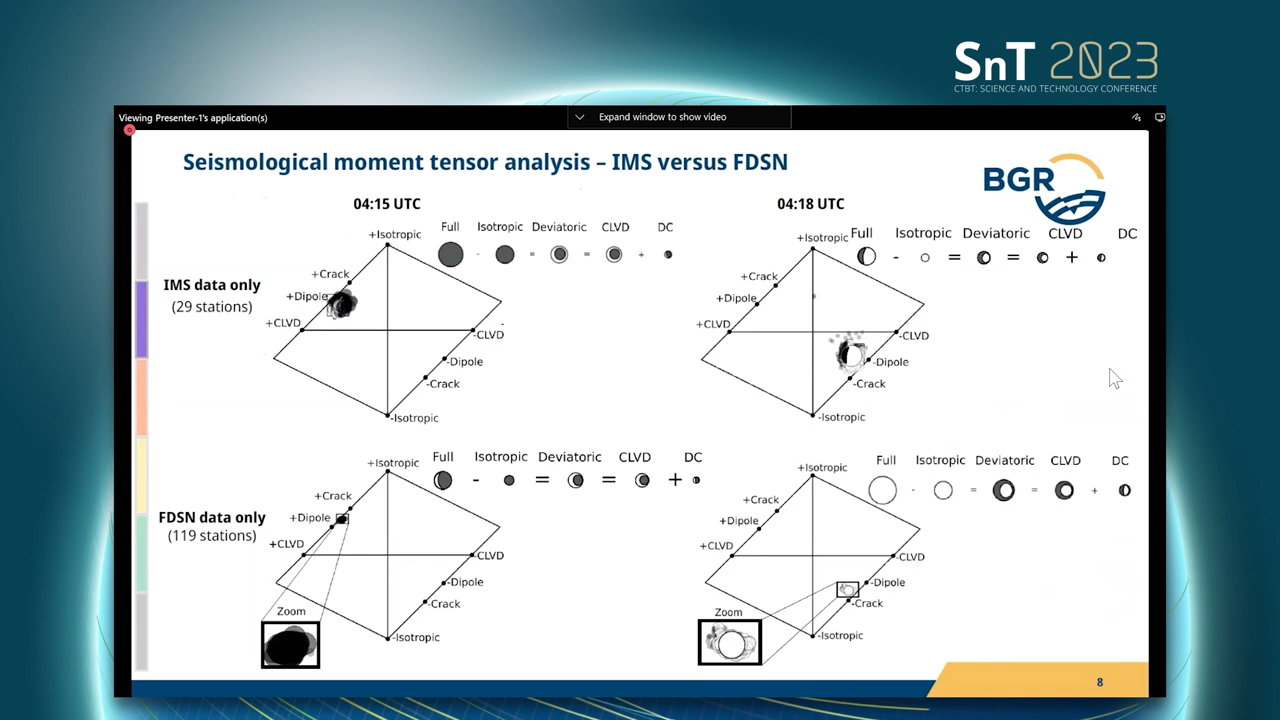 SnT 2023
CTBT: SCIENCE AND TECHNOLOGY CONFERENCE
Viewing Presenter-1's application(s)
Expand window to show video
Seismological moment tensor analysis – IMS versus FDSN
BGR
04:15 UTC
04:18 UTC
IMS data only
(29 stations)
Full Isotropic Deviatoric CLVD DC
- = = +
+Isotropic
+Crack
+Dipole
+CLVD
-CLVD
-Dipole
-Crack
-Isotropic
Full Isotropic Deviatoric CLVD DC
- = = +
+Isotropic
+Crack
+Dipole
+CLVD
-CLVD
-Dipole
-Crack
-Isotropic
FDSN data only
(119 stations)
Full Isotropic Deviatoric CLVD DC
- = = +
+Isotropic
+Crack
+Dipole
+CLVD
-CLVD
-Dipole
-Crack
-Isotropic
Zoom
Full Isotropic Deviatoric CLVD DC
- = = +
+Isotropic
+Crack
+Dipole
+CLVD
-CLVD
-Dipole
-Crack
-Isotropic
Zoom
8